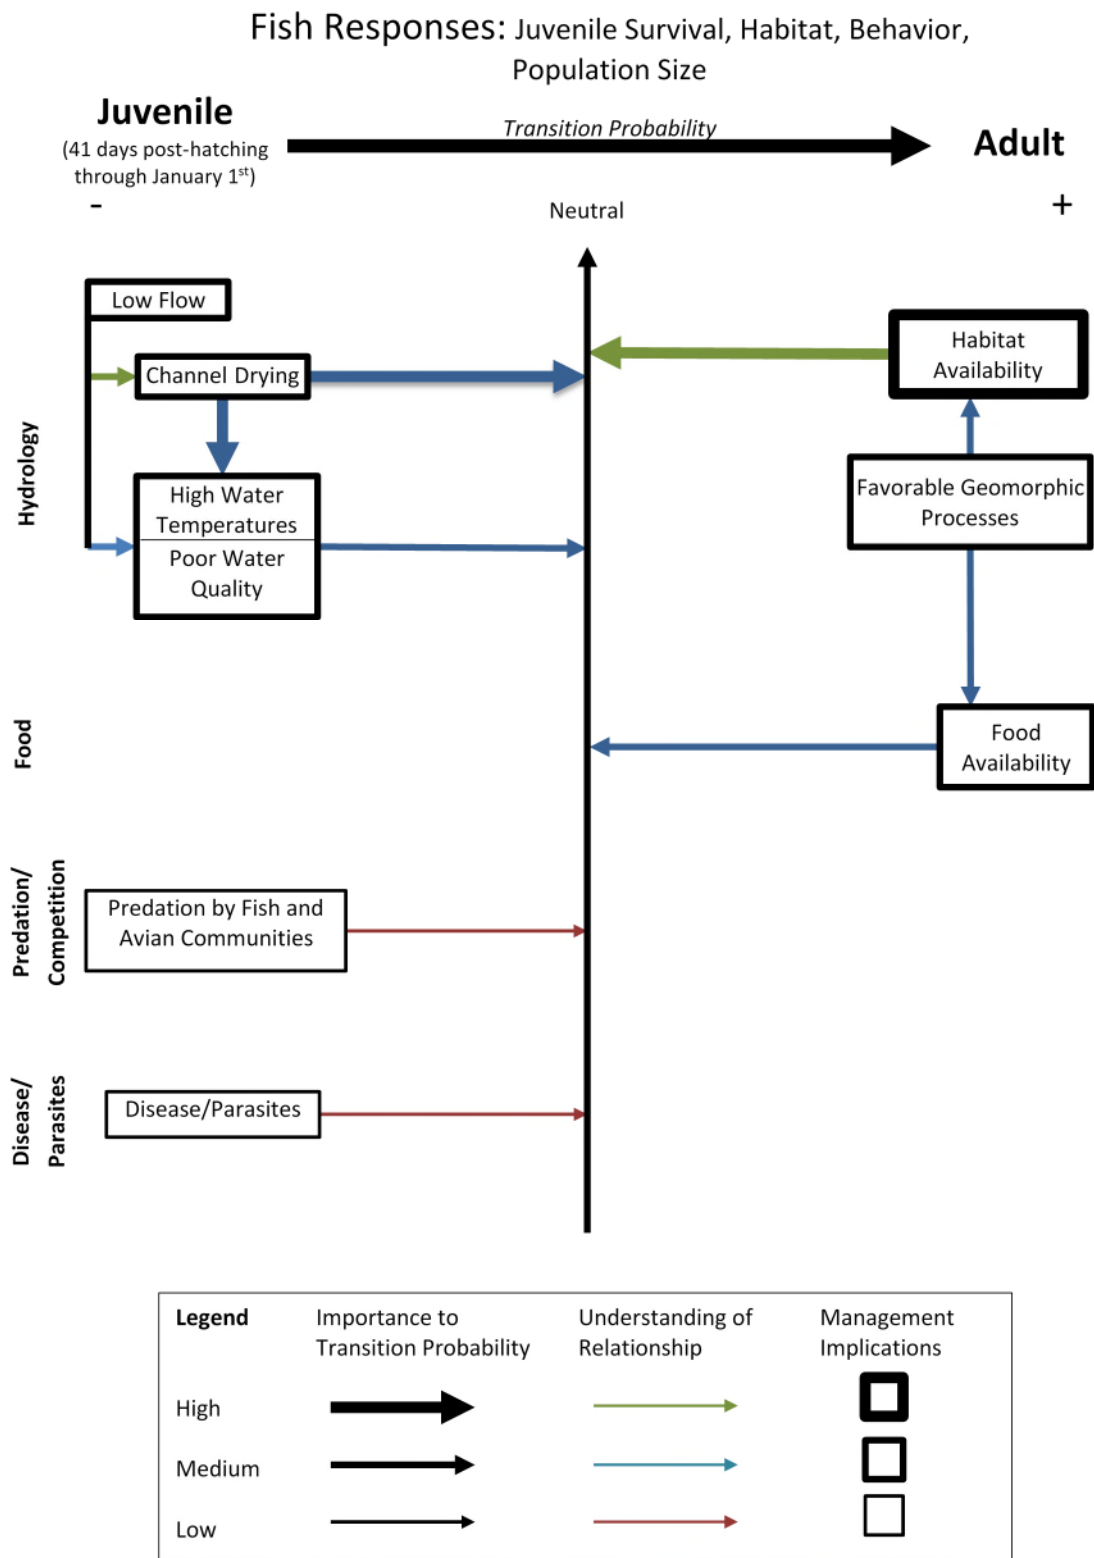 Fish Responses: Juvenile Survival, Habitat, Behavior,
Population Size
Juvenile
(41 days post-hatching
through January 1st)
Transition Probability
Adult
-
Neutral
+
Hydrology
Low Flow
Channel Drying
High Water
Temperatures
Poor Water
Quality
Habitat
Availability
Favorable Geomorphic
Processes
Food
Food
Availability
Predation/
Competition
Predation by Fish and
Avian Communities
Disease/
Parasites
Disease/Parasites
Legend
Importance to
Transition Probability
Understanding of
Relationship
Management
Implications
High
Medium
Low